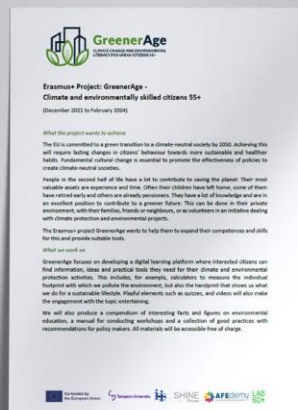 GreenerAge
CLIMATE CHANGE AND ENVIRONMENTAL
LITERACY FOR URBAN CITIZENS 55+
Erasmus+ Project: GreenerAge -
Climate and environmentally skilled citizens 55+
(December 2021 to February 2024)
What the project wants to achieve
The EU is committed to a green transition to a climate-neutral society by 2050. Achieving this
will require lasting changes in citizens' behaviour towards more sustainable and healthier
habits. Fundamental cultural change is essential to promote the effectiveness of policies to
create climate-neutral societies.
People in the second half of life have a lot to contribute to saving the planet: Their most
valuable assets are experience and time. Often their children have left home, some of them
have retired early and others are already pensioners. They have a lot of knowledge and are in
an excellent position to contribute to a greener future. This can be done in their private
environment, with their families, friends or neighbours, or as volunteers in an initiative dealing
with climate protection and environmental projects.
The Erasmus+ project GreenerAge wants to help them to expand their competences and skills
for this and provide suitable tools.
What we work on
GreenerAge focuses on developing a digital learning platform where interested citizens can
find information, ideas and practical tools they need for their climate and environmental
protection activities. This includes, for example, calculators to measure the individual
footprint with which we pollute the environment, but also the handprint that shows us what
we do for a sustainable lifestyle. Playful elements such as quizzes, and videos will also make
the engagement with the topic entertaining.
We will also produce a compendium of interesting facts and figures on environmental
education, a manual for conducting workshops and a collection of good practices with
recommendations for policy makers. All materials will be accessible free of charge.
Co-funded by
the European Union
Tampere University
SHINE
AFEdemy
LAB
60+